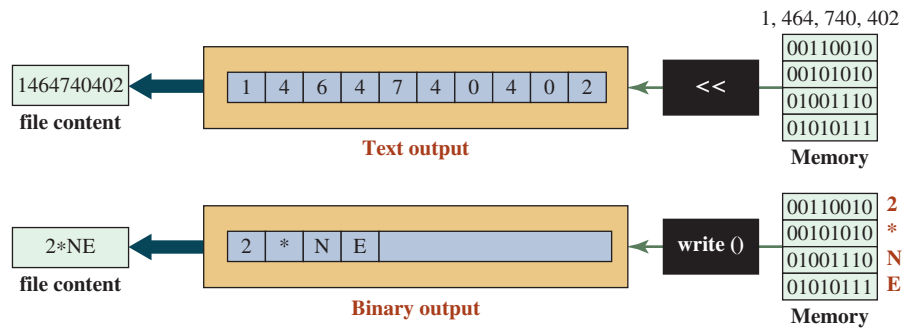 1, 464, 740, 402
00110010
00101010
01001110
01010111
Memory
<<
1 4 6 4 7 4 0 4 0 2
Text output
1464740402
file content
00110010 2
00101010 *
01001110 N
01010111 E
Memory
write ()
2 * N E
Binary output
2*NE
file content